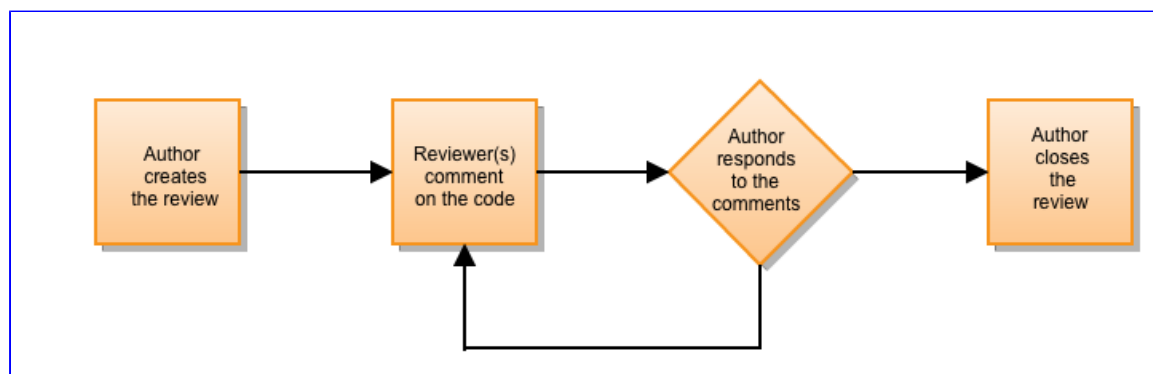 Author
creates
the review
Reviewer(s)
comment
on the code
Author
responds
to the
comments
Author
closes
the
review